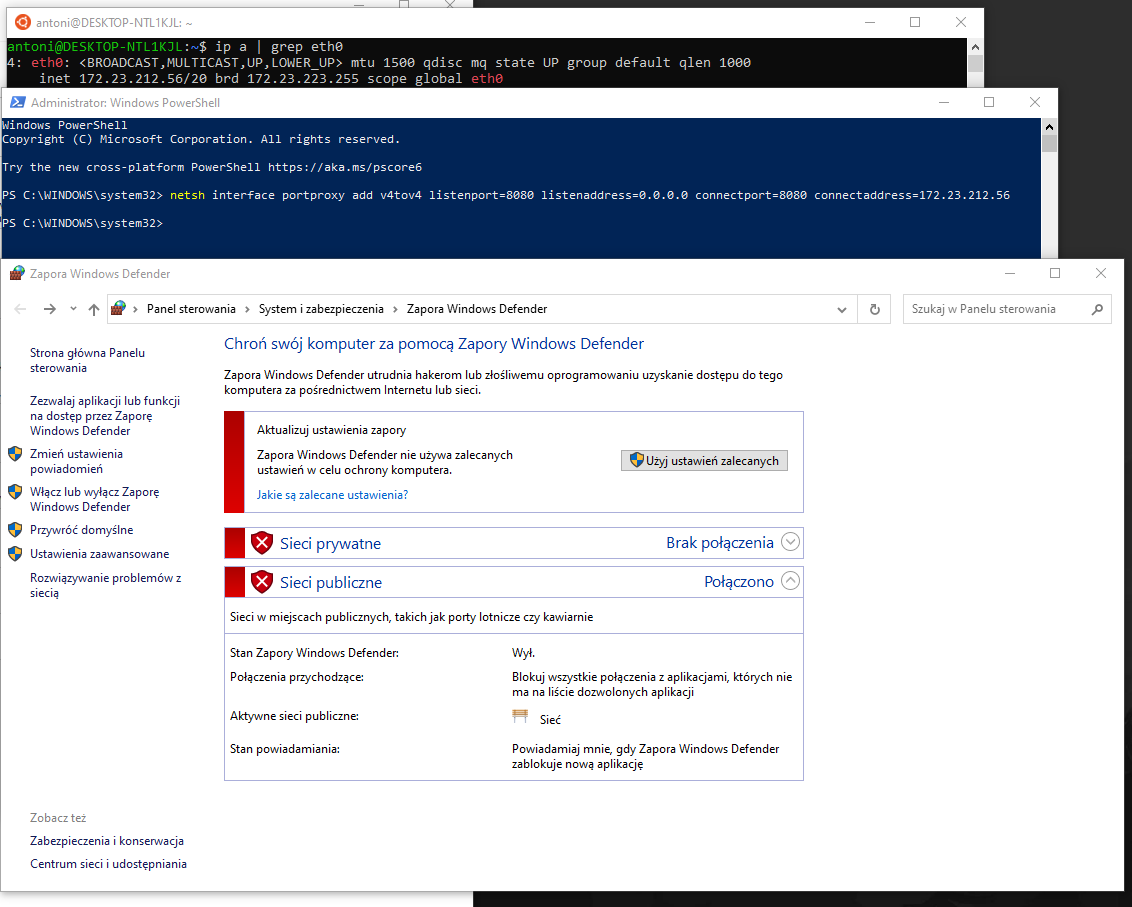 antoni@DESKTOP-NTL1KJL: ~
antoni@DESKTOP-NTL1KJL:~$ ip a | grep eth0
4: eth0: <BROADCAST,MULTICAST,UP,LOWER_UP> mtu 1500 qdisc mq state UP group default qlen 1000
    inet 172.23.212.56/20 brd 172.23.223.255 scope global eth0
Administrator: Windows PowerShell
Windows PowerShell
Copyright (C) Microsoft Corporation. All rights reserved.
Try the new cross-platform PowerShell https://aka.ms/pscore6
PS C:\WINDOWS\system32> netsh interface portproxy add v4tov4 listenport=8080 listenaddress=0.0.0.0 connectport=8080 connectaddress=172.23.212.56
PS C:\WINDOWS\system32>
Zapora Windows Defender
Panel sterowania > System i zabezpieczenia > Zapora Windows Defender
Szukaj w Panelu sterowania
Strona główna Panelu
sterowania
Zezwalaj aplikacji lub funkcji
na dostęp przez Zaporę
Windows Defender
Zmień ustawienia
powiadomień
Włącz lub wyłącz Zaporę
Windows Defender
Przywróć domyślne
Ustawienia zaawansowane
Rozwiązywanie problemów z
siecią
Chroń swój komputer za pomocą Zapory Windows Defender
Zapora Windows Defender utrudnia hakerom lub złośliwemu oprogramowaniu uzyskanie dostępu do tego
komputera za pośrednictwem Internetu lub sieci.
Aktualizuj ustawienia zapory
Zapora Windows Defender nie używa zalecanych
ustawień w celu ochrony komputera.
Użyj ustawień zalecanych
Jakie są zalecane ustawienia?
Sieci prywatne
Brak połączenia
Sieci publiczne
Połączono
Sieci w miejscach publicznych, takich jak porty lotnicze czy kawiarnie
Stan Zapory Windows Defender:
Wył.
Połączenia przychodzące:
Blokuj wszystkie połączenia z aplikacjami, których nie
ma na liście dozwolonych aplikacji
Aktywne sieci publiczne:
Sieć
Stan powiadamiania:
Powiadamiaj mnie, gdy Zapora Windows Defender
zablokuje nową aplikację
Zobacz też
Zabezpieczenia i konserwacja
Centrum sieci i udostępniania